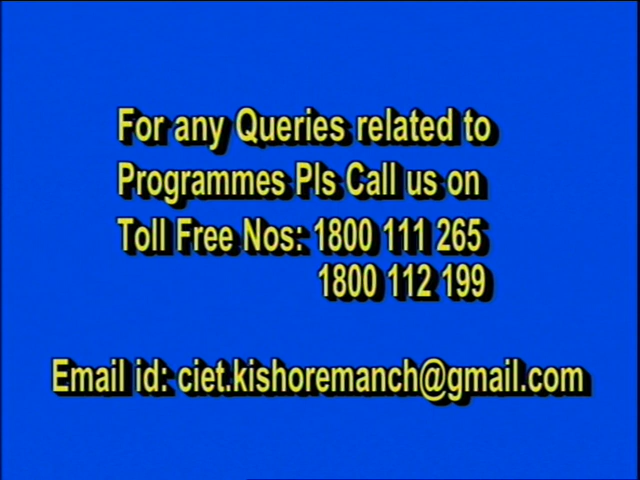 For any Queries related to
Programmes Pls Call us on
Toll Free Nos: 1800 111 265
1800 112 199
Email id: ciet.kishoremanch@gmail.com